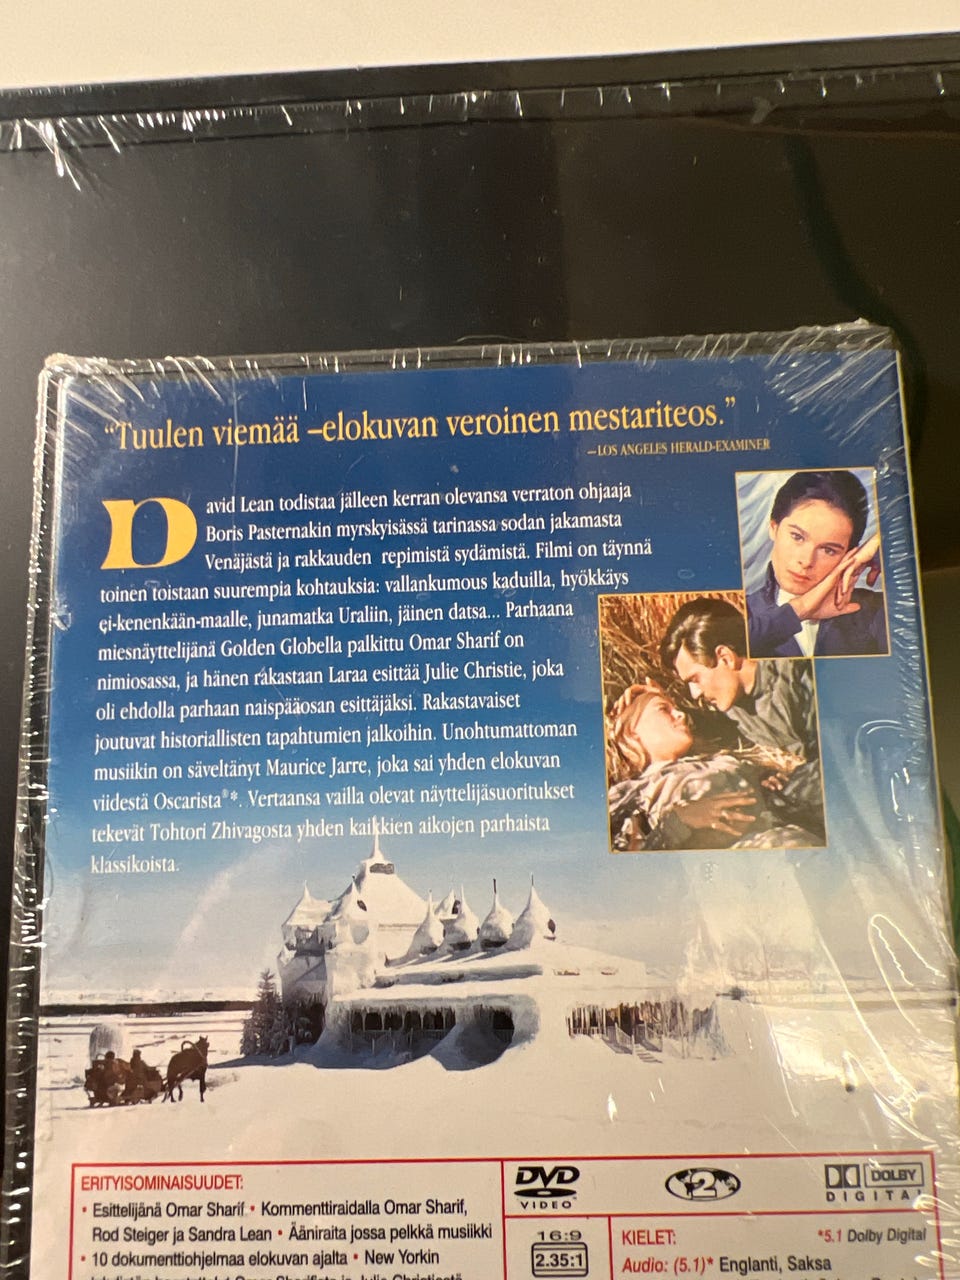 "Tuulen viemää –elokuvan veroinen mestariteos."
–LOS ANGELES HERALD-EXAMINER
David Lean todistaa jälleen kerran olevansa verraton ohjaaja
Boris Pasternakin myrskyisässä tarinassa sodan jakamasta
Venäjästä ja rakkauden repimistä sydämistä. Filmi on täynnä
toinen toistaan suurempia kohtauksia: vallankumous kaduilla, hyökkäys
ei-kenenkään-maalle, junamatka Uraliin, jäinen datsa... Parhaana
miesnäyttelijänä Golden Globella palkittu Omar Sharif on
nimiosassa, ja hänen rakastaan Laraa esittää Julie Christie, joka
oli ehdolla parhaan naispääosan esittäjäksi. Rakastavaiset
joutuvat historiallisten tapahtumien jalkoihin. Unohtumattoman
musiikin on säveltänyt Maurice Jarre, joka sai yhden elokuvan
viidestä Oscarista®*. Vertaansa vailla olevat näyttelijäsuoritukset
tekevät Tohtori Zhivagosta yhden kaikkien aikojen parhaista
klassikoista.
ERITYISOMINAISUUDET:
• Esittelijänä Omar Sharif • Kommenttiraidalla Omar Sharif,
Rod Steiger ja Sandra Lean • Ääniraita jossa pelkkä musiikki
• 10 dokumenttiohjelmaa elokuvan ajalta • New Yorkin
DVD
VIDEO
2
DOLBY
DIGITAL
16:9
2.35:1
KIELET:
*5.1 Dolby Digital
Audio: (5.1)* Englanti, Saksa